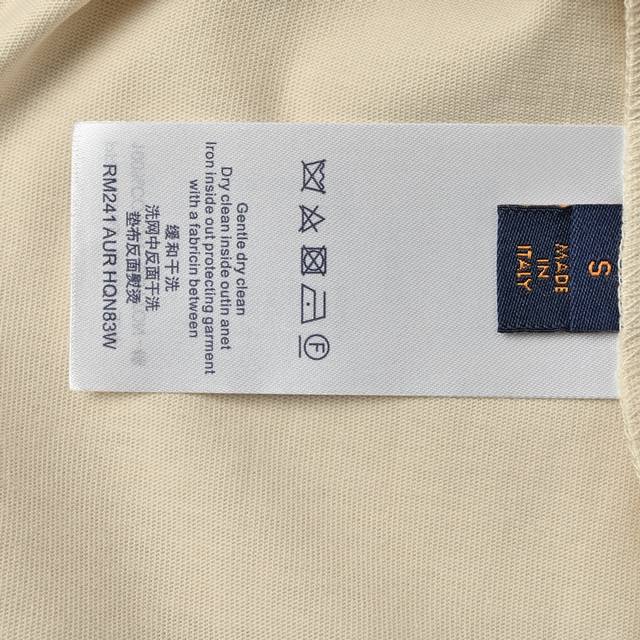 S
MADE
IN
ITALY
F
Gentle dry clean
Dry clean inside outin anet
Iron inside out protecting garment
with a fabricin between
缓和干洗
洗网中反面干洗
垫布反面熨烫
RM241 AUR HQN83W